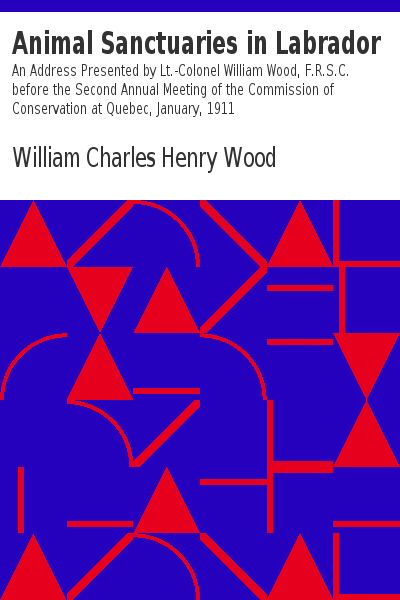 Animal Sanctuaries in Labrador
An Address Presented by Lt.-Colonel William Wood, F.R.S.C.
before the Second Annual Meeting of the Commission of
Conservation at Quebec, January, 1911
William Charles Henry Wood